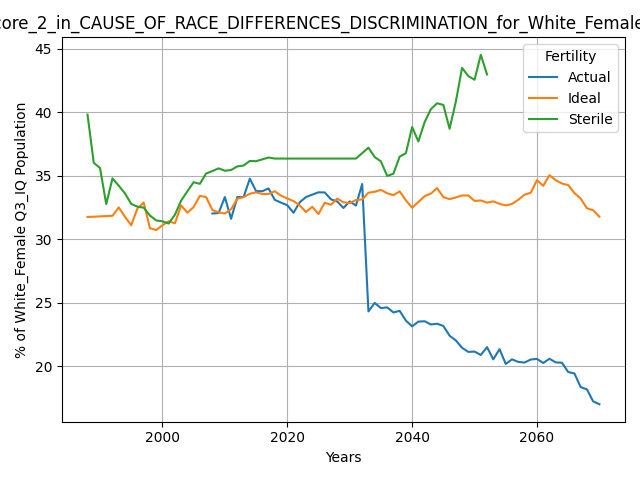 core_2_in_CAUSE_OF_RACE_DIFFERENCES_DISCRIMINATION_for_White_Female
% of White_Female Q3_IQ Population
45
40
35
30
25
20
Fertility
Actual
Ideal
Sterile
2000
2020
2040
2060
Years